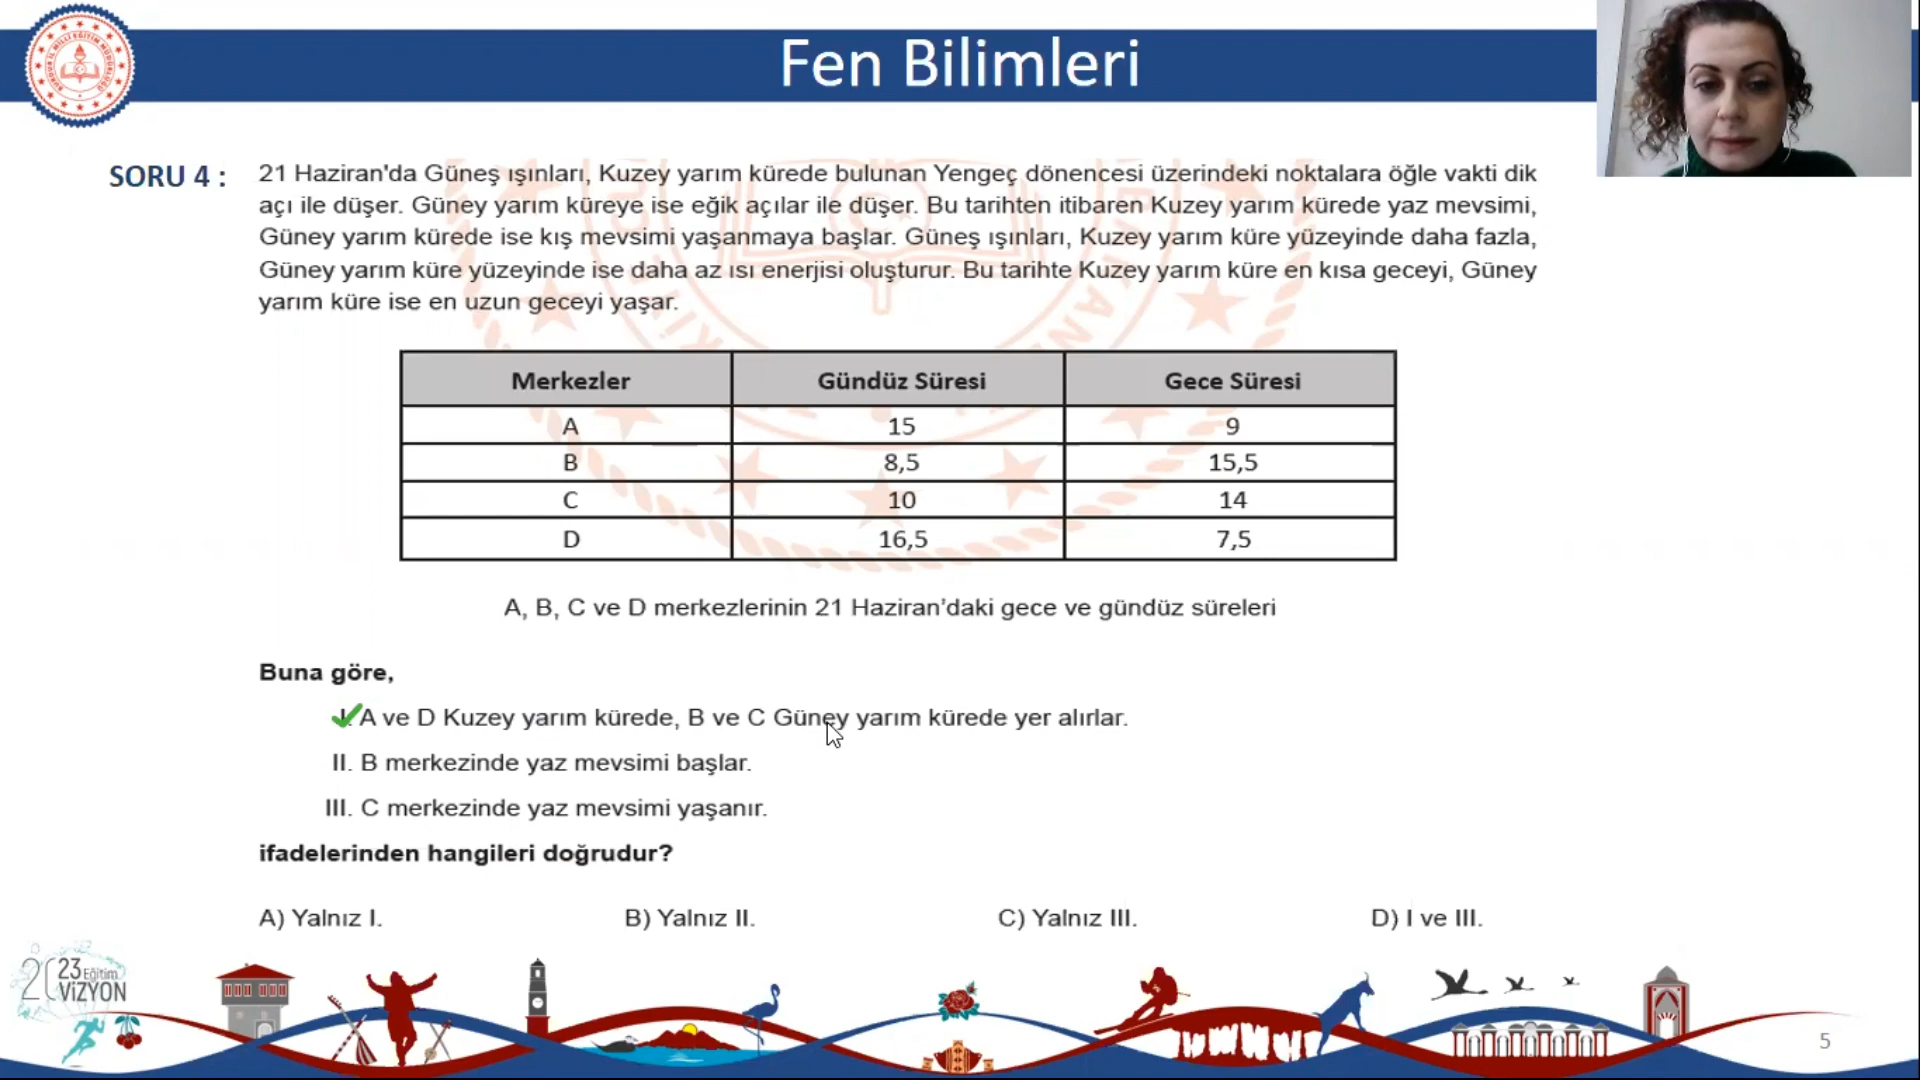 Fen Bilimleri
SORU 4 :
21 Haziran'da Güneş ışınları, Kuzey yarım kürede bulunan Yengeç dönencesi üzerindeki noktalara öğle vakti dik
açı ile düşer. Güney yarım küreye ise eğik açılar ile düşer. Bu tarihten itibaren Kuzey yarım kürede yaz mevsimi,
Güney yarım kürede ise kış mevsimi yaşanmaya başlar. Güneş ışınları, Kuzey yarım küre yüzeyinde daha fazla,
Güney yarım küre yüzeyinde ise daha az ısı enerjisi oluşturur. Bu tarihte Kuzey yarım küre en kısa geceyi, Güney
yarım küre ise en uzun geceyi yaşar.
Merkezler Gündüz Süresi Gece Süresi
A 15 9
B 8,5 15,5
C 10 14
D 16,5 7,5
A, B, C ve D merkezlerinin 21 Haziran'daki gece ve gündüz süreleri
Buna göre,
I. A ve D Kuzey yarım kürede, B ve C Güney yarım kürede yer alırlar.
II. B merkezinde yaz mevsimi başlar.
III. C merkezinde yaz mevsimi yaşanır.
ifadelerinden hangileri doğrudur?
A) Yalnız I. B) Yalnız II. C) Yalnız III. D) I ve III.
2023 Eğitim
VİZYON
5